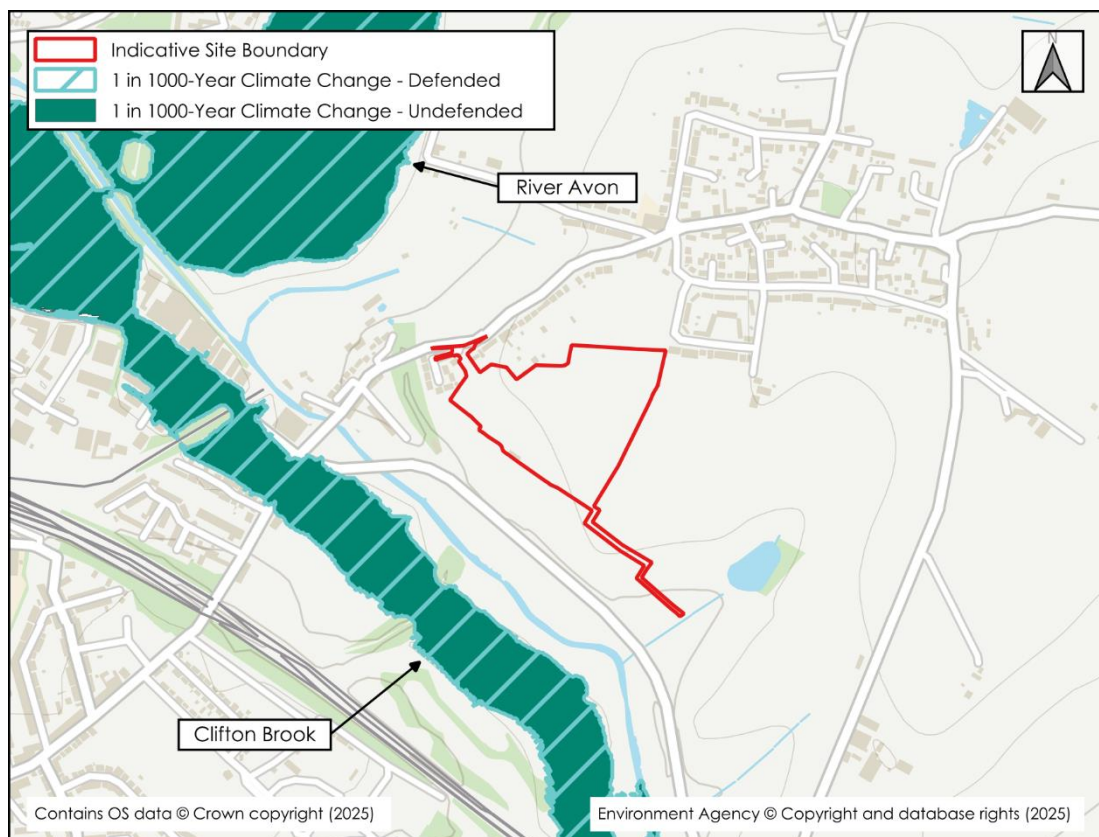 Indicative Site Boundary
1 in 1000-Year Climate Change - Defended
1 in 1000-Year Climate Change - Undefended
N
River Avon
Clifton Brook
Contains OS data © Crown copyright (2025)
Environment Agency © Copyright and database rights (2025)